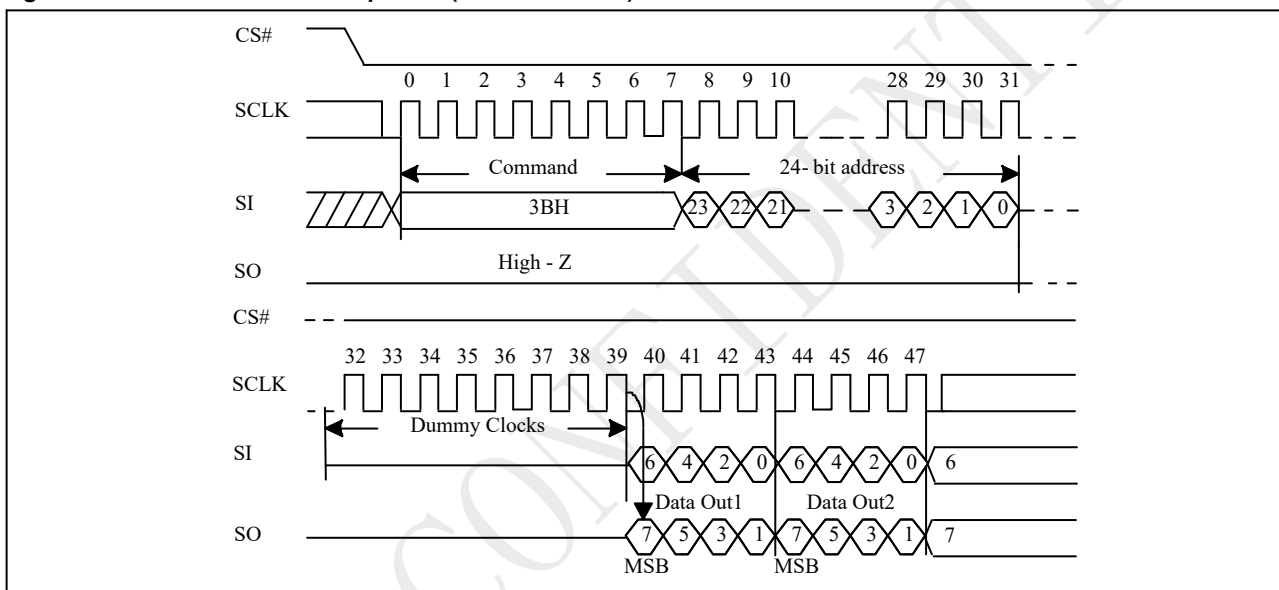 CS#
0 1 2 3 4 5 6 7 8 9 10 28 29 30 31
SCLK
Command 24- bit address
SI 3BH 23 22 21 3 2 1 0
High - Z
SO
CS#
32 33 34 35 36 37 38 39 40 41 42 43 44 45 46 47
SCLK
Dummy Clocks
SI 6 4 2 0 6 4 2 0 6
Data Out1 Data Out2
SO 7 5 3 1 7 5 3 1 7
MSB MSB